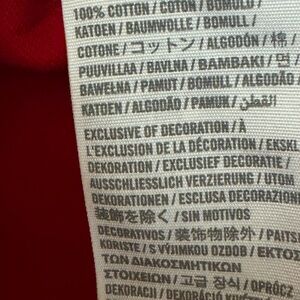 100% COTTON / COTON / BOMULD /
KATOEN / BAUMWOLLE / BOMULL /
COTONE / コットン / ALGODÓN / 棉 /
PUUVILLAA / BAVLNA / ΒΑΜΒΑΚΙ / 면 /
BAWEŁNA / PAMUT / BOMULL / ALGODÃO
KATOEN / ALGODÃO / PAMUK / القطن
EXCLUSIVE OF DECORATION / À
L'EXCLUSION DE LA DÉCORATION / EKSKL
DEKORATION / EXCLUSIEF DECORATIE /
AUSSCHLIESSLICH VERZIERUNG / UTOM
DEKORATIONEN / ESCLUSA DECORAZIONE
装飾を除く / SIN MOTIVOS
DECORATIVOS / 装饰物除外 / PAITSI
KORISTE / S VÝJIMKOU OZDOB / ΕΚΤΟΣ
ΤΩΝ ΔΙΑΚΟΣΜΗΤΙΚΩΝ
ΣΤΟΙΧΕΙΩΝ / 고급 장식 / OPRÓCZ
DEKORACJI /